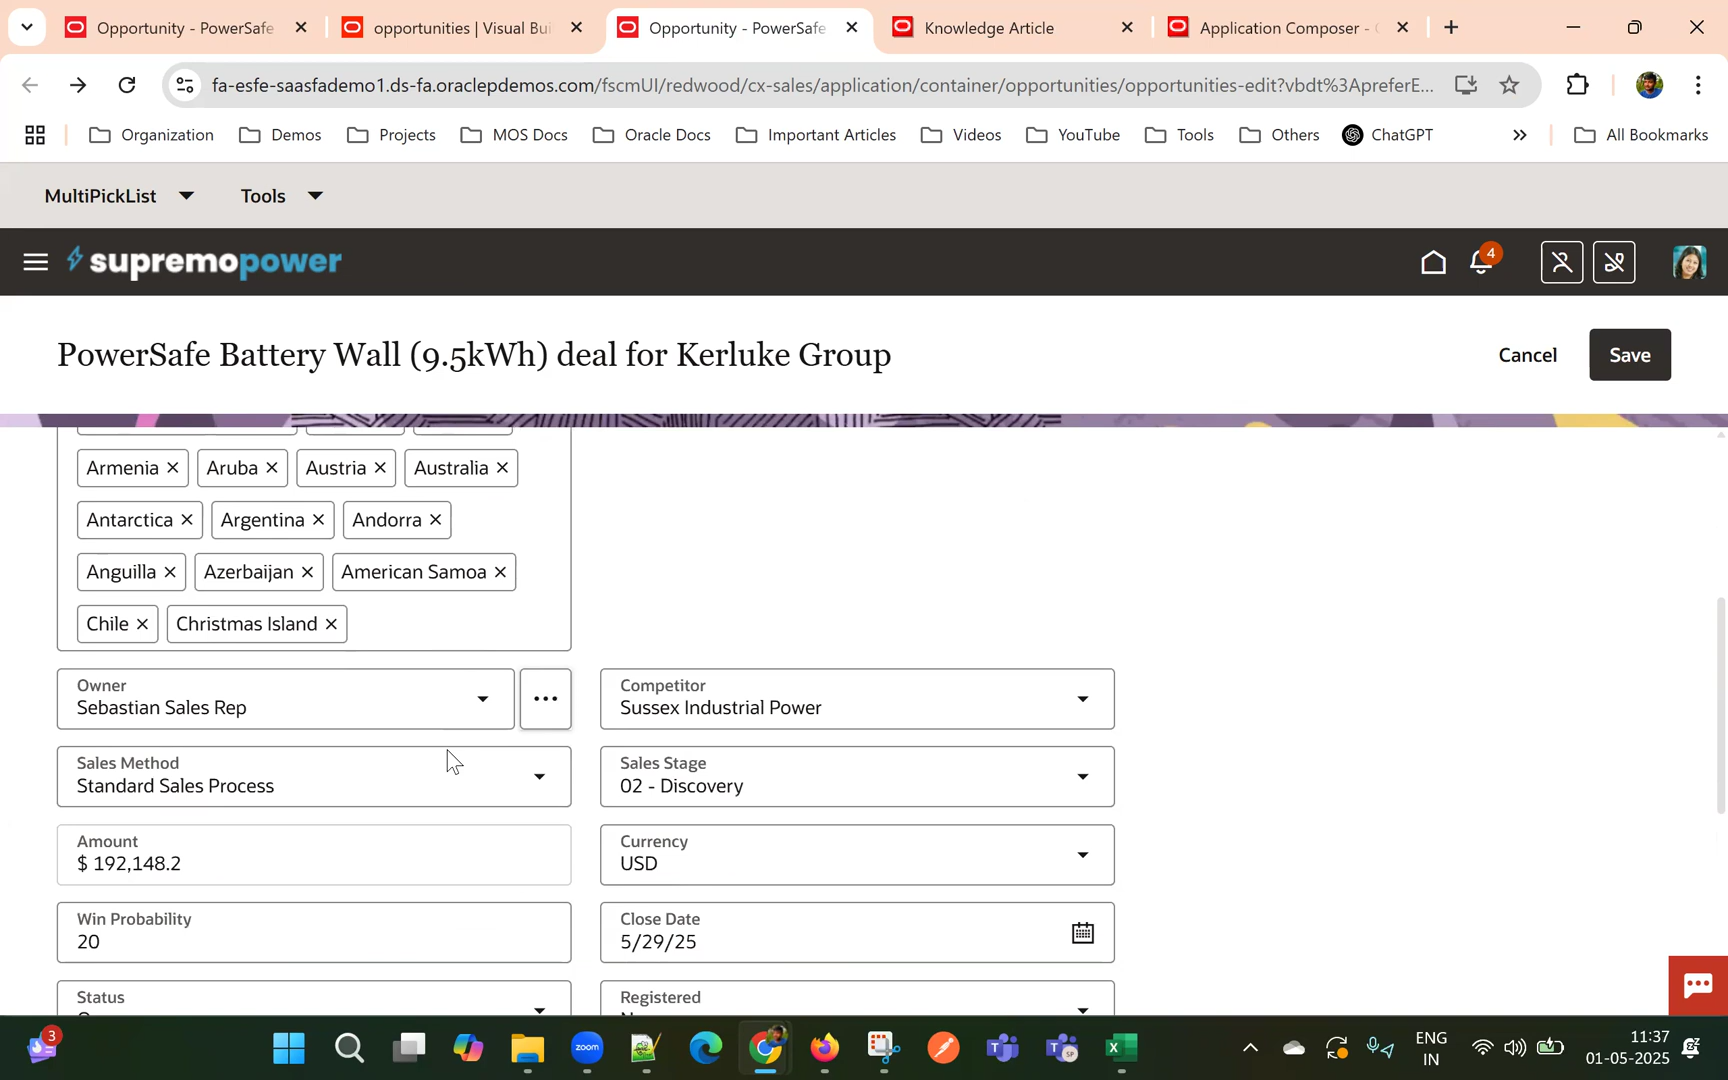 Opportunity - PowerSafe
opportunities | Visual Bui
Opportunity - PowerSafe
Knowledge Article
Application Composer -
fa-esfe-saasfademo1.ds-fa.oraclepdemos.com/fscmUI/redwood/cx-sales/application/container/opportunities/opportunities-edit?vbdt%3ApreferE...
Organization
Demos
Projects
MOS Docs
Oracle Docs
Important Articles
Videos
YouTube
Tools
Others
ChatGPT
All Bookmarks
MultiPickList
Tools
supremopower
4
PowerSafe Battery Wall (9.5kWh) deal for Kerluke Group
Cancel
Save
Armenia
Aruba
Austria
Australia
Antarctica
Argentina
Andorra
Anguilla
Azerbaijan
American Samoa
Chile
Christmas Island
Owner
Sebastian Sales Rep
Competitor
Sussex Industrial Power
Sales Method
Standard Sales Process
Sales Stage
02 - Discovery
Amount
$ 192,148.2
Currency
USD
Win Probability
20
Close Date
5/29/25
Status
Registered
3
zoom
ENG
IN
11:37
01-05-2025